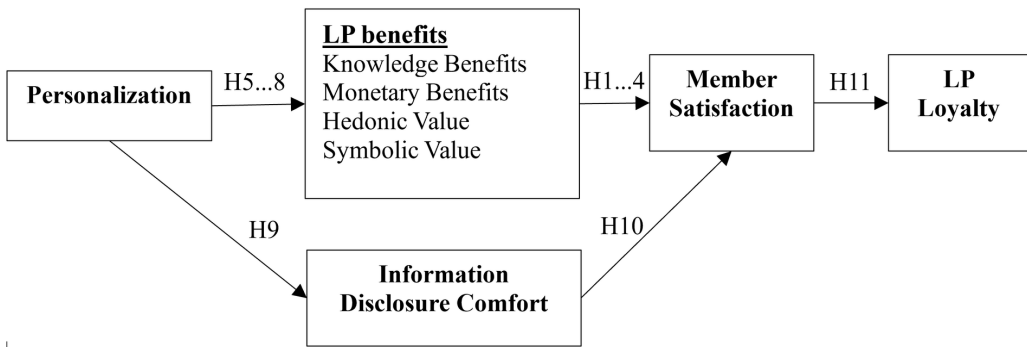 Personalization
H5...8
LP benefits
Knowledge Benefits
Monetary Benefits
Hedonic Value
Symbolic Value
H1...4
Member
Satisfaction
H11
LP
Loyalty
H9
Information
Disclosure Comfort
H10